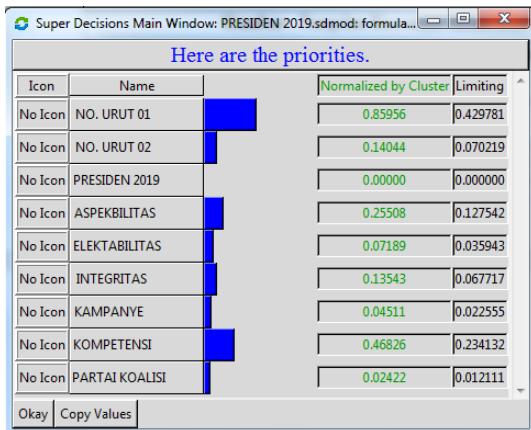 Super Decisions Main Window: PRESIDEN 2019.sdmod: formula...
Here are the priorities.
Icon Name Normalized by Cluster Limiting
No Icon NO. URUT 01 0.85956 0.429781
No Icon NO. URUT 02 0.14044 0.070219
No Icon PRESIDEN 2019 0.00000 0.000000
No Icon ASPEKBILITAS 0.25508 0.127542
No Icon ELEKTABILITAS 0.07189 0.035943
No Icon INTEGRITAS 0.13543 0.067717
No Icon KAMPANYE 0.04511 0.022555
No Icon KOMPETENSI 0.46826 0.234132
No Icon PARTAI KOALISI 0.02422 0.012111
Okay Copy Values